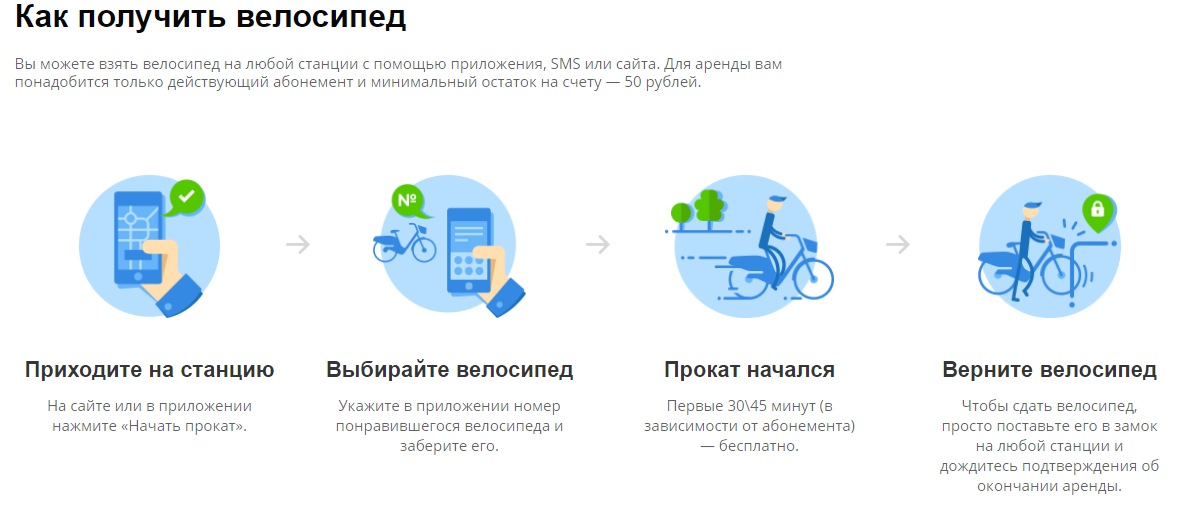 Как получить велосипед
Вы можете взять велосипед на любой станции с помощью приложения, SMS или сайта. Для аренды вам
понадобится только действующий абонемент и минимальный остаток на счету — 50 рублей.
№
Приходите на станцию
На сайте или в приложении
нажмите «Начать прокат».
Выбирайте велосипед
Укажите в приложении номер
понравившегося велосипеда и
заберите его.
Прокат начался
Первые 30\45 минут (в
зависимости от абонемента)
— бесплатно.
Верните велосипед
Чтобы сдать велосипед,
просто поставьте его в замок
на любой станции и
дождитесь подтверждения об
окончании аренды.